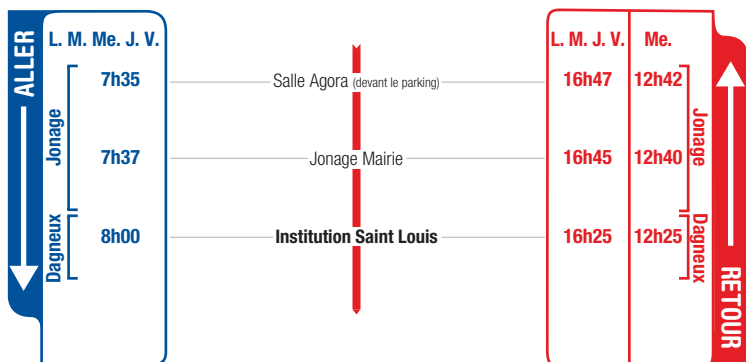 ALLER
L. M. Me. J. V.
L. M. J. V.
Me.
Jonage
7h35
Salle Agora (devant le parking)
16h47
12h42
Jonage
7h37
Jonage Mairie
16h45
12h40
Dagneux
8h00
Institution Saint Louis
16h25
12h25
Dagneux
RETOUR